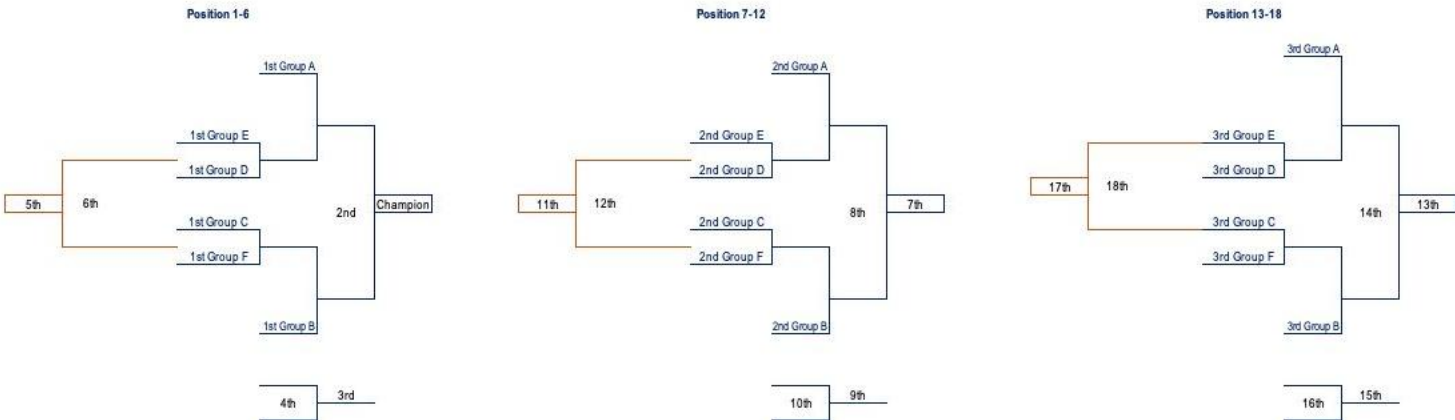 Position 1-6
1st Group A
1st Group E
1st Group D
5th
6th
2nd
Champion
1st Group C
1st Group F
1st Group B
4th
3rd
Position 7-12
2nd Group A
2nd Group E
2nd Group D
11th
12th
8th
7th
2nd Group C
2nd Group F
2nd Group B
10th
9th
Position 13-18
3rd Group A
3rd Group E
3rd Group D
17th
18th
14th
13th
3rd Group C
3rd Group F
3rd Group B
16th
15th